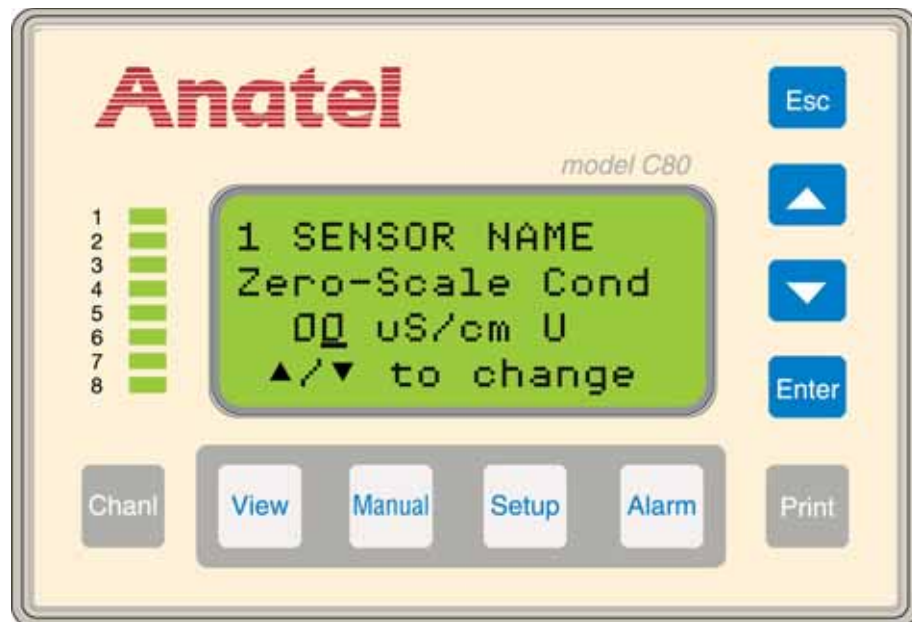 Anatel
model C80
Esc
1
2
3
4
5
6
7
8
1 SENSOR NAME
Zero-Scale Cond
00 uS/cm U
▲/▼ to change
Enter
Chanl
View
Manual
Setup
Alarm
Print